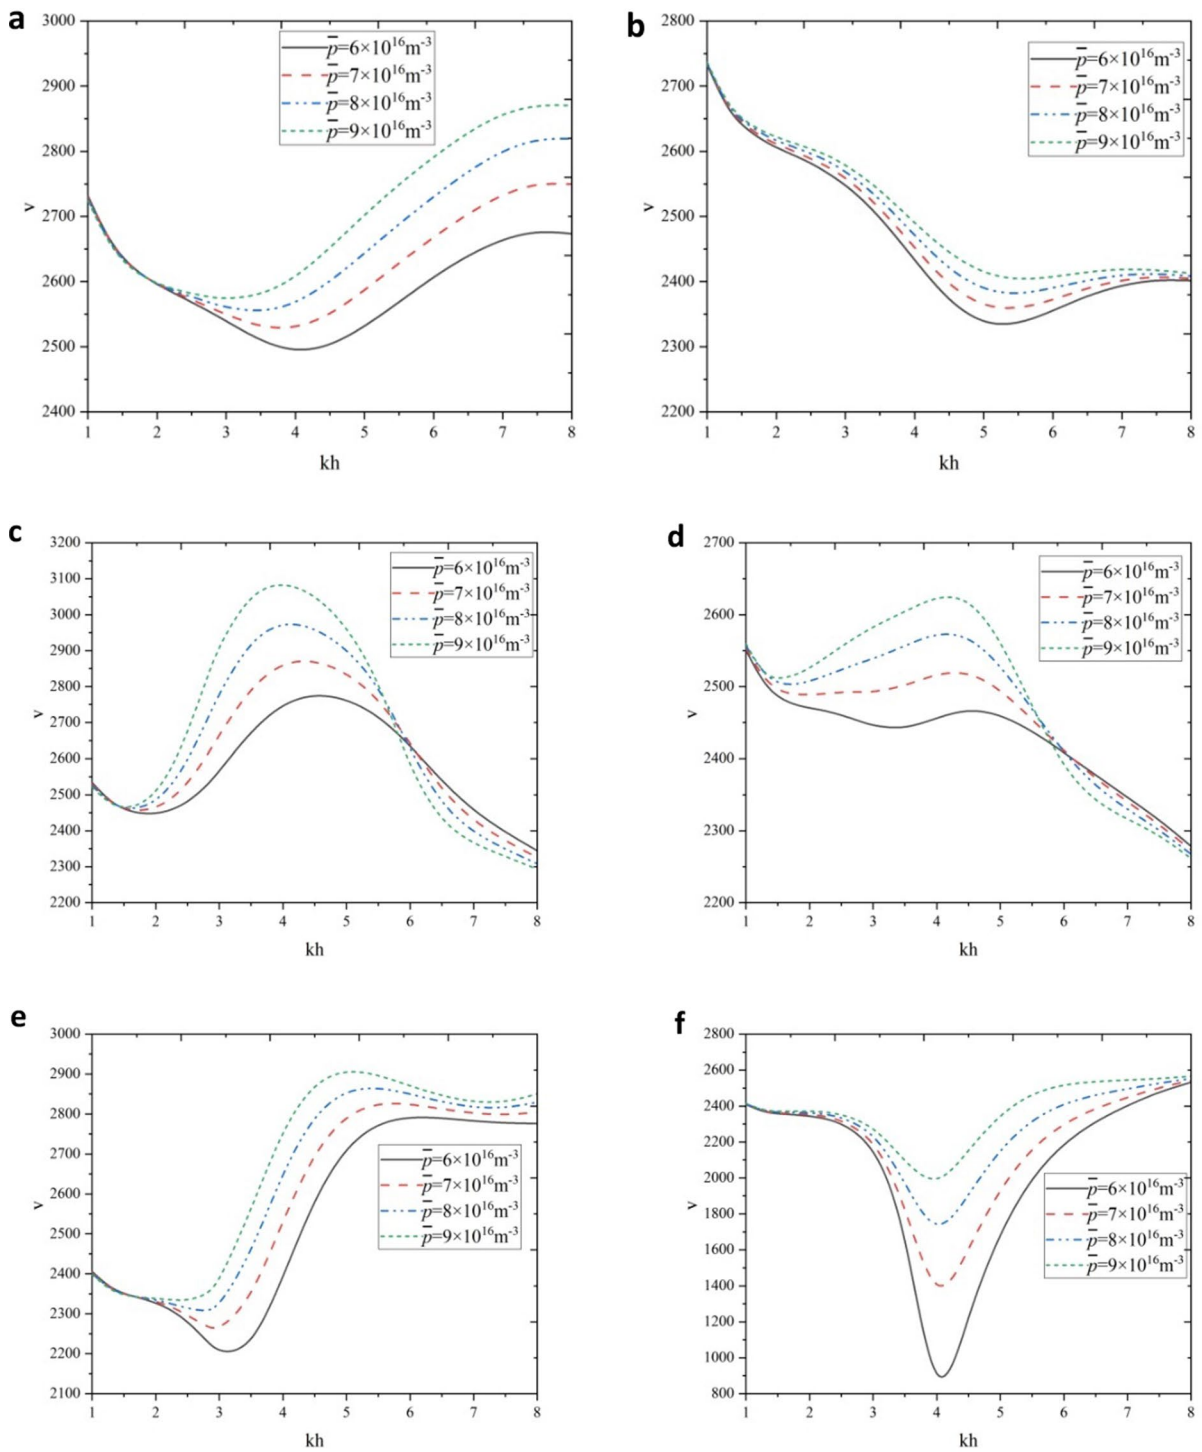 a
3000
2900
2800
2700
2600
2500
2400
v
1 2 3 4 5 6 7 8
kh
p̅=6×10¹⁶m⁻³
p̅=7×10¹⁶m⁻³
p̅=8×10¹⁶m⁻³
p̅=9×10¹⁶m⁻³
b
2800
2700
2600
2500
2400
2300
2200
v
1 2 3 4 5 6 7 8
kh
p̅=6×10¹⁶m⁻³
p̅=7×10¹⁶m⁻³
p̅=8×10¹⁶m⁻³
p̅=9×10¹⁶m⁻³
c
3200
3100
3000
2900
2800
2700
2600
2500
2400
2300
2200
v
1 2 3 4 5 6 7 8
kh
p̅=6×10¹⁶m⁻³
p̅=7×10¹⁶m⁻³
p̅=8×10¹⁶m⁻³
p̅=9×10¹⁶m⁻³
d
2700
2600
2500
2400
2300
2200
v
1 2 3 4 5 6 7 8
kh
p̅=6×10¹⁶m⁻³
p̅=7×10¹⁶m⁻³
p̅=8×10¹⁶m⁻³
p̅=9×10¹⁶m⁻³
e
3000
2900
2800
2700
2600
2500
2400
2300
2200
2100
v
1 2 3 4 5 6 7 8
kh
p̅=6×10¹⁶m⁻³
p̅=7×10¹⁶m⁻³
p̅=8×10¹⁶m⁻³
p̅=9×10¹⁶m⁻³
f
2800
2600
2400
2200
2000
1800
1600
1400
1200
1000
800
v
1 2 3 4 5 6 7 8
kh
p̅=6×10¹⁶m⁻³
p̅=7×10¹⁶m⁻³
p̅=8×10¹⁶m⁻³
p̅=9×10¹⁶m⁻³